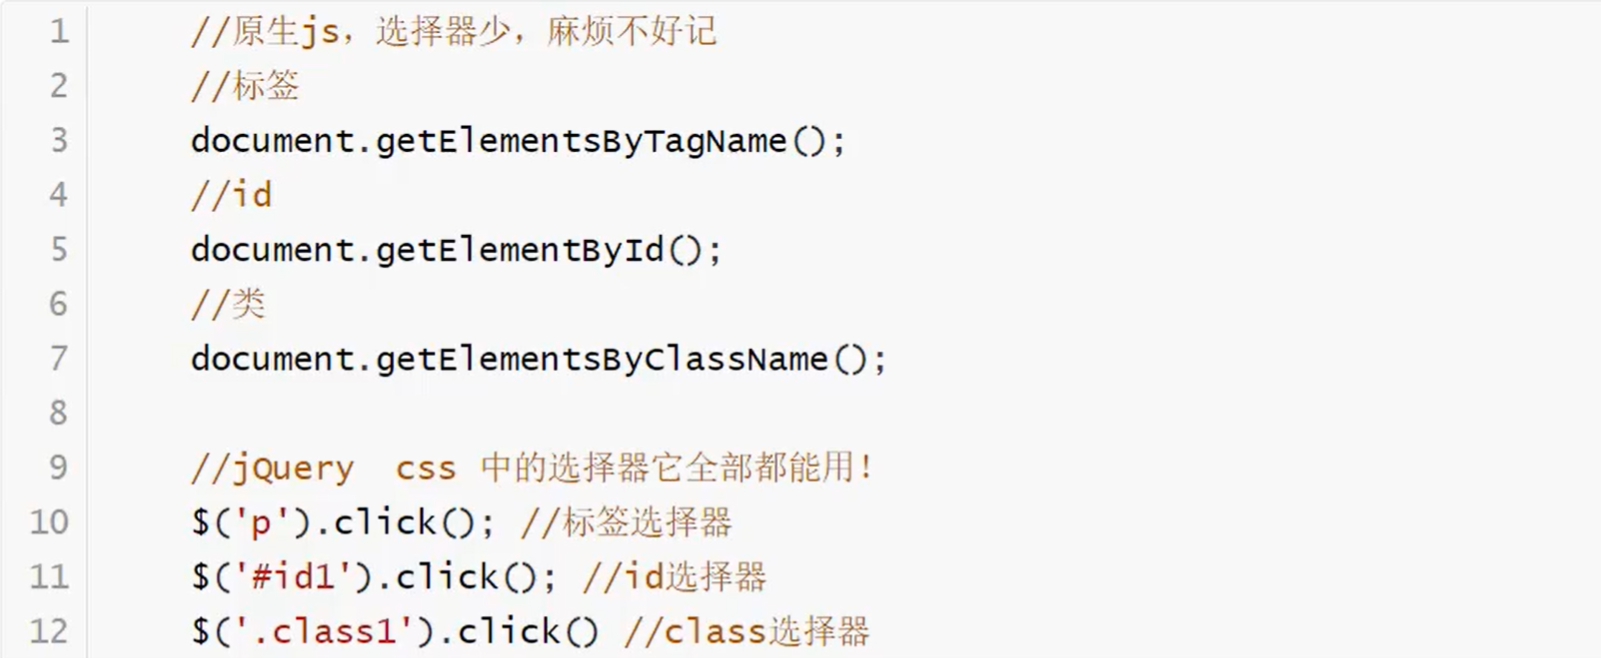 1 //原生js，选择器少，麻烦不好记
2 //标签
3 document.getElementsByTagName();
4 //id
5 document.getElementById();
6 //类
7 document.getElementsByClassName();
8
9 //jQuery  css 中的选择器它全部都能用!
10 $('p').click(); //标签选择器
11 $('#id1').click(); //id选择器
12 $('.class1').click() //class选择器